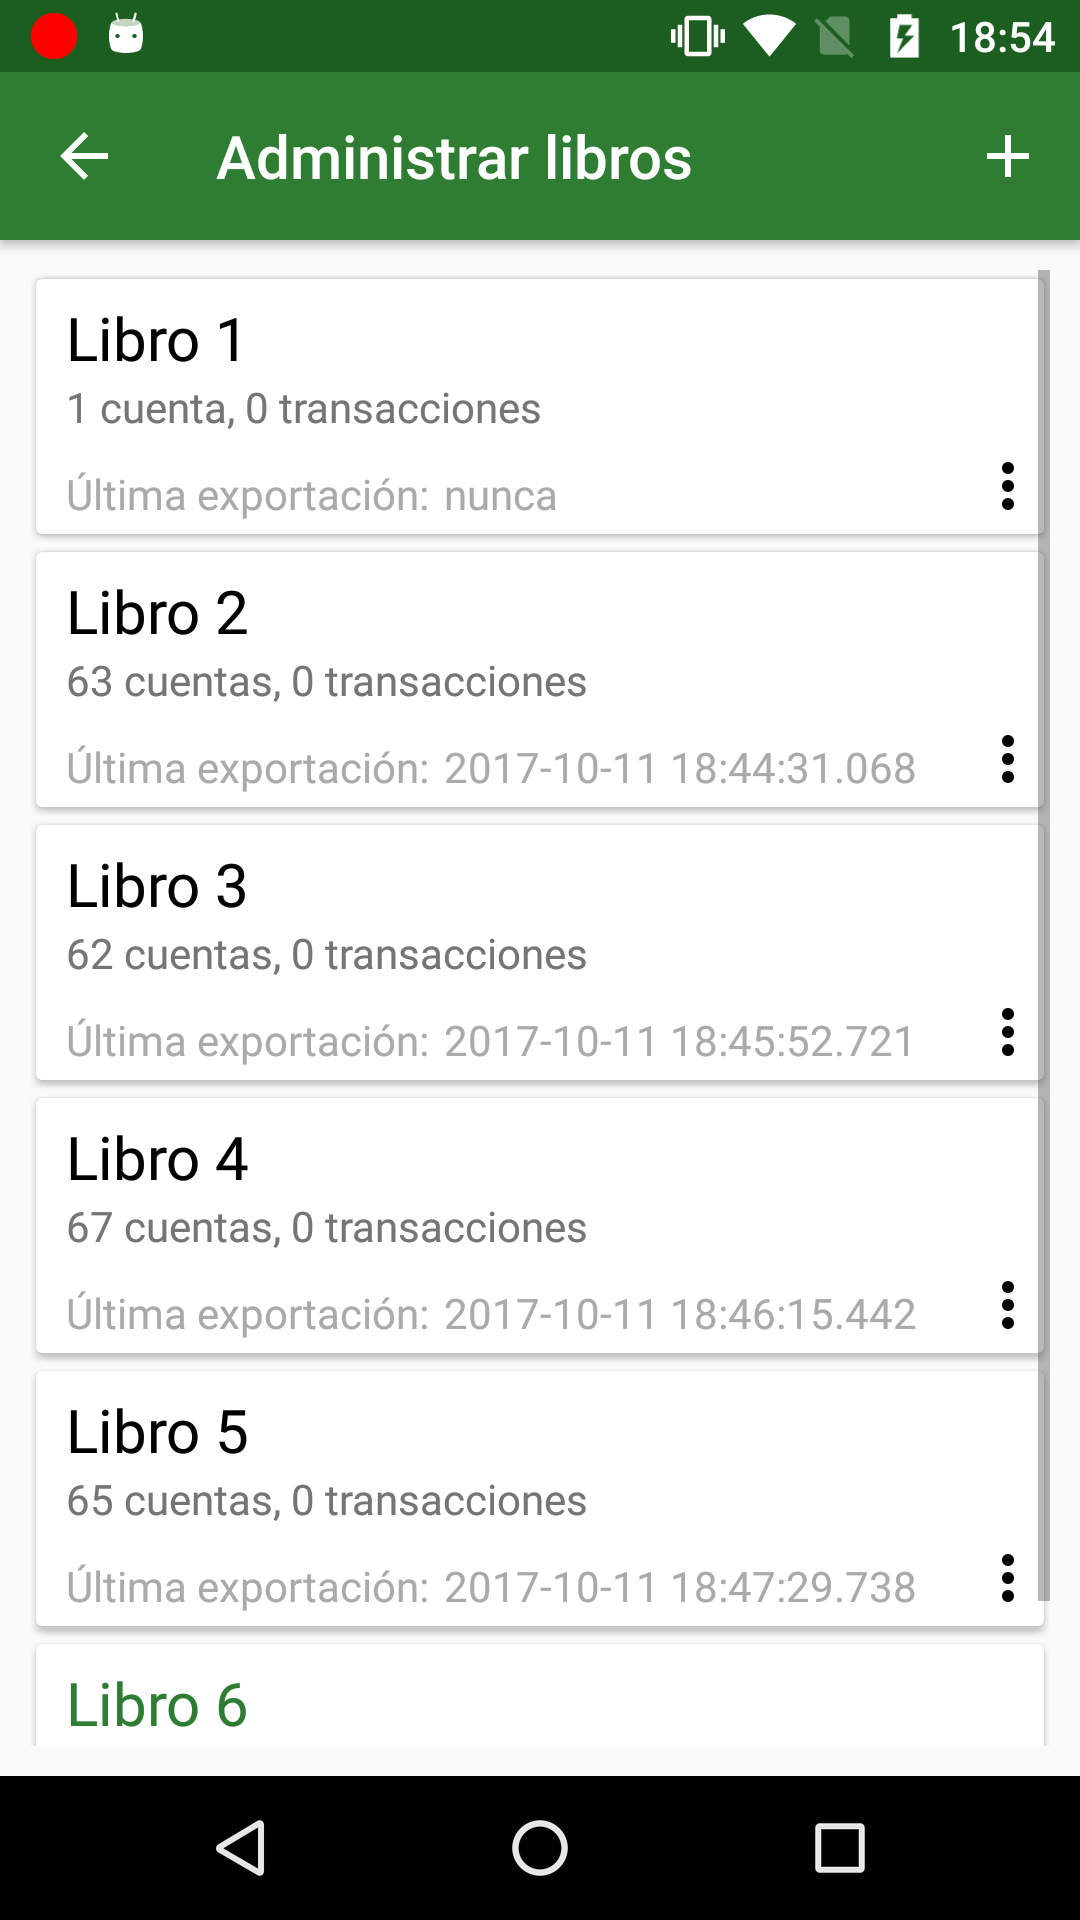 18:54
Administrar libros
Libro 1
1 cuenta, 0 transacciones
Última exportación: nunca
Libro 2
63 cuentas, 0 transacciones
Última exportación: 2017-10-11 18:44:31.068
Libro 3
62 cuentas, 0 transacciones
Última exportación: 2017-10-11 18:45:52.721
Libro 4
67 cuentas, 0 transacciones
Última exportación: 2017-10-11 18:46:15.442
Libro 5
65 cuentas, 0 transacciones
Última exportación: 2017-10-11 18:47:29.738
Libro 6